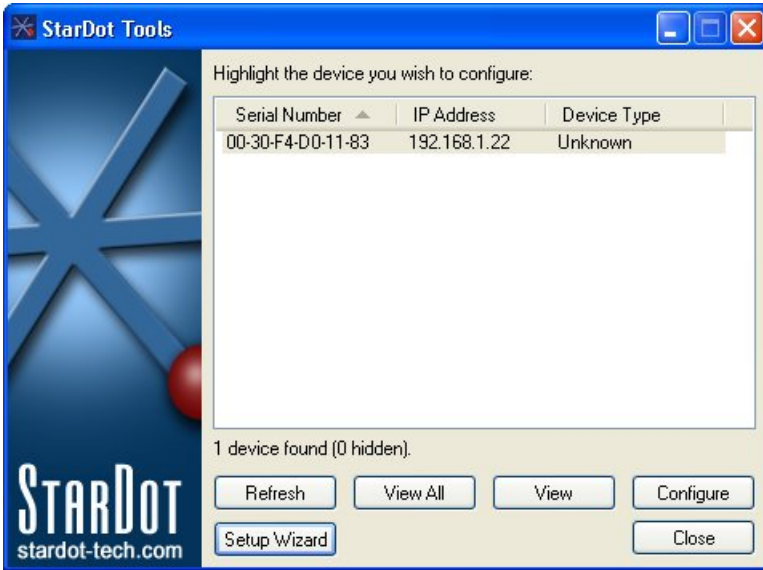 StarDot Tools
Highlight the device you wish to configure:
Serial Number IP Address Device Type
00-30-F4-D0-11-83 192.168.1.22 Unknown
1 device found (0 hidden).
Refresh View All View Configure
Setup Wizard Close
STARDOT
stardot-tech.com